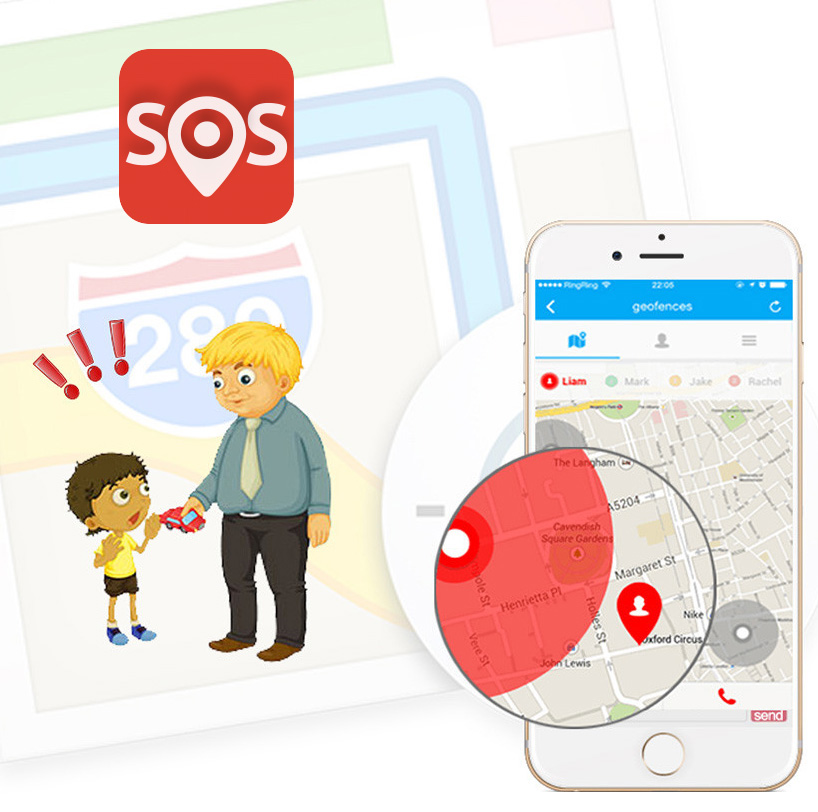 SOS
280
RingRing
22:05
geofences
Liam
Mark
Jake
Rachel
The Langham
A5204
Cavendish
Square Gardens
Margaret St
Henrietta Pl
Holles St
Nike
Oxford Circus
Vere St
John Lewis
send